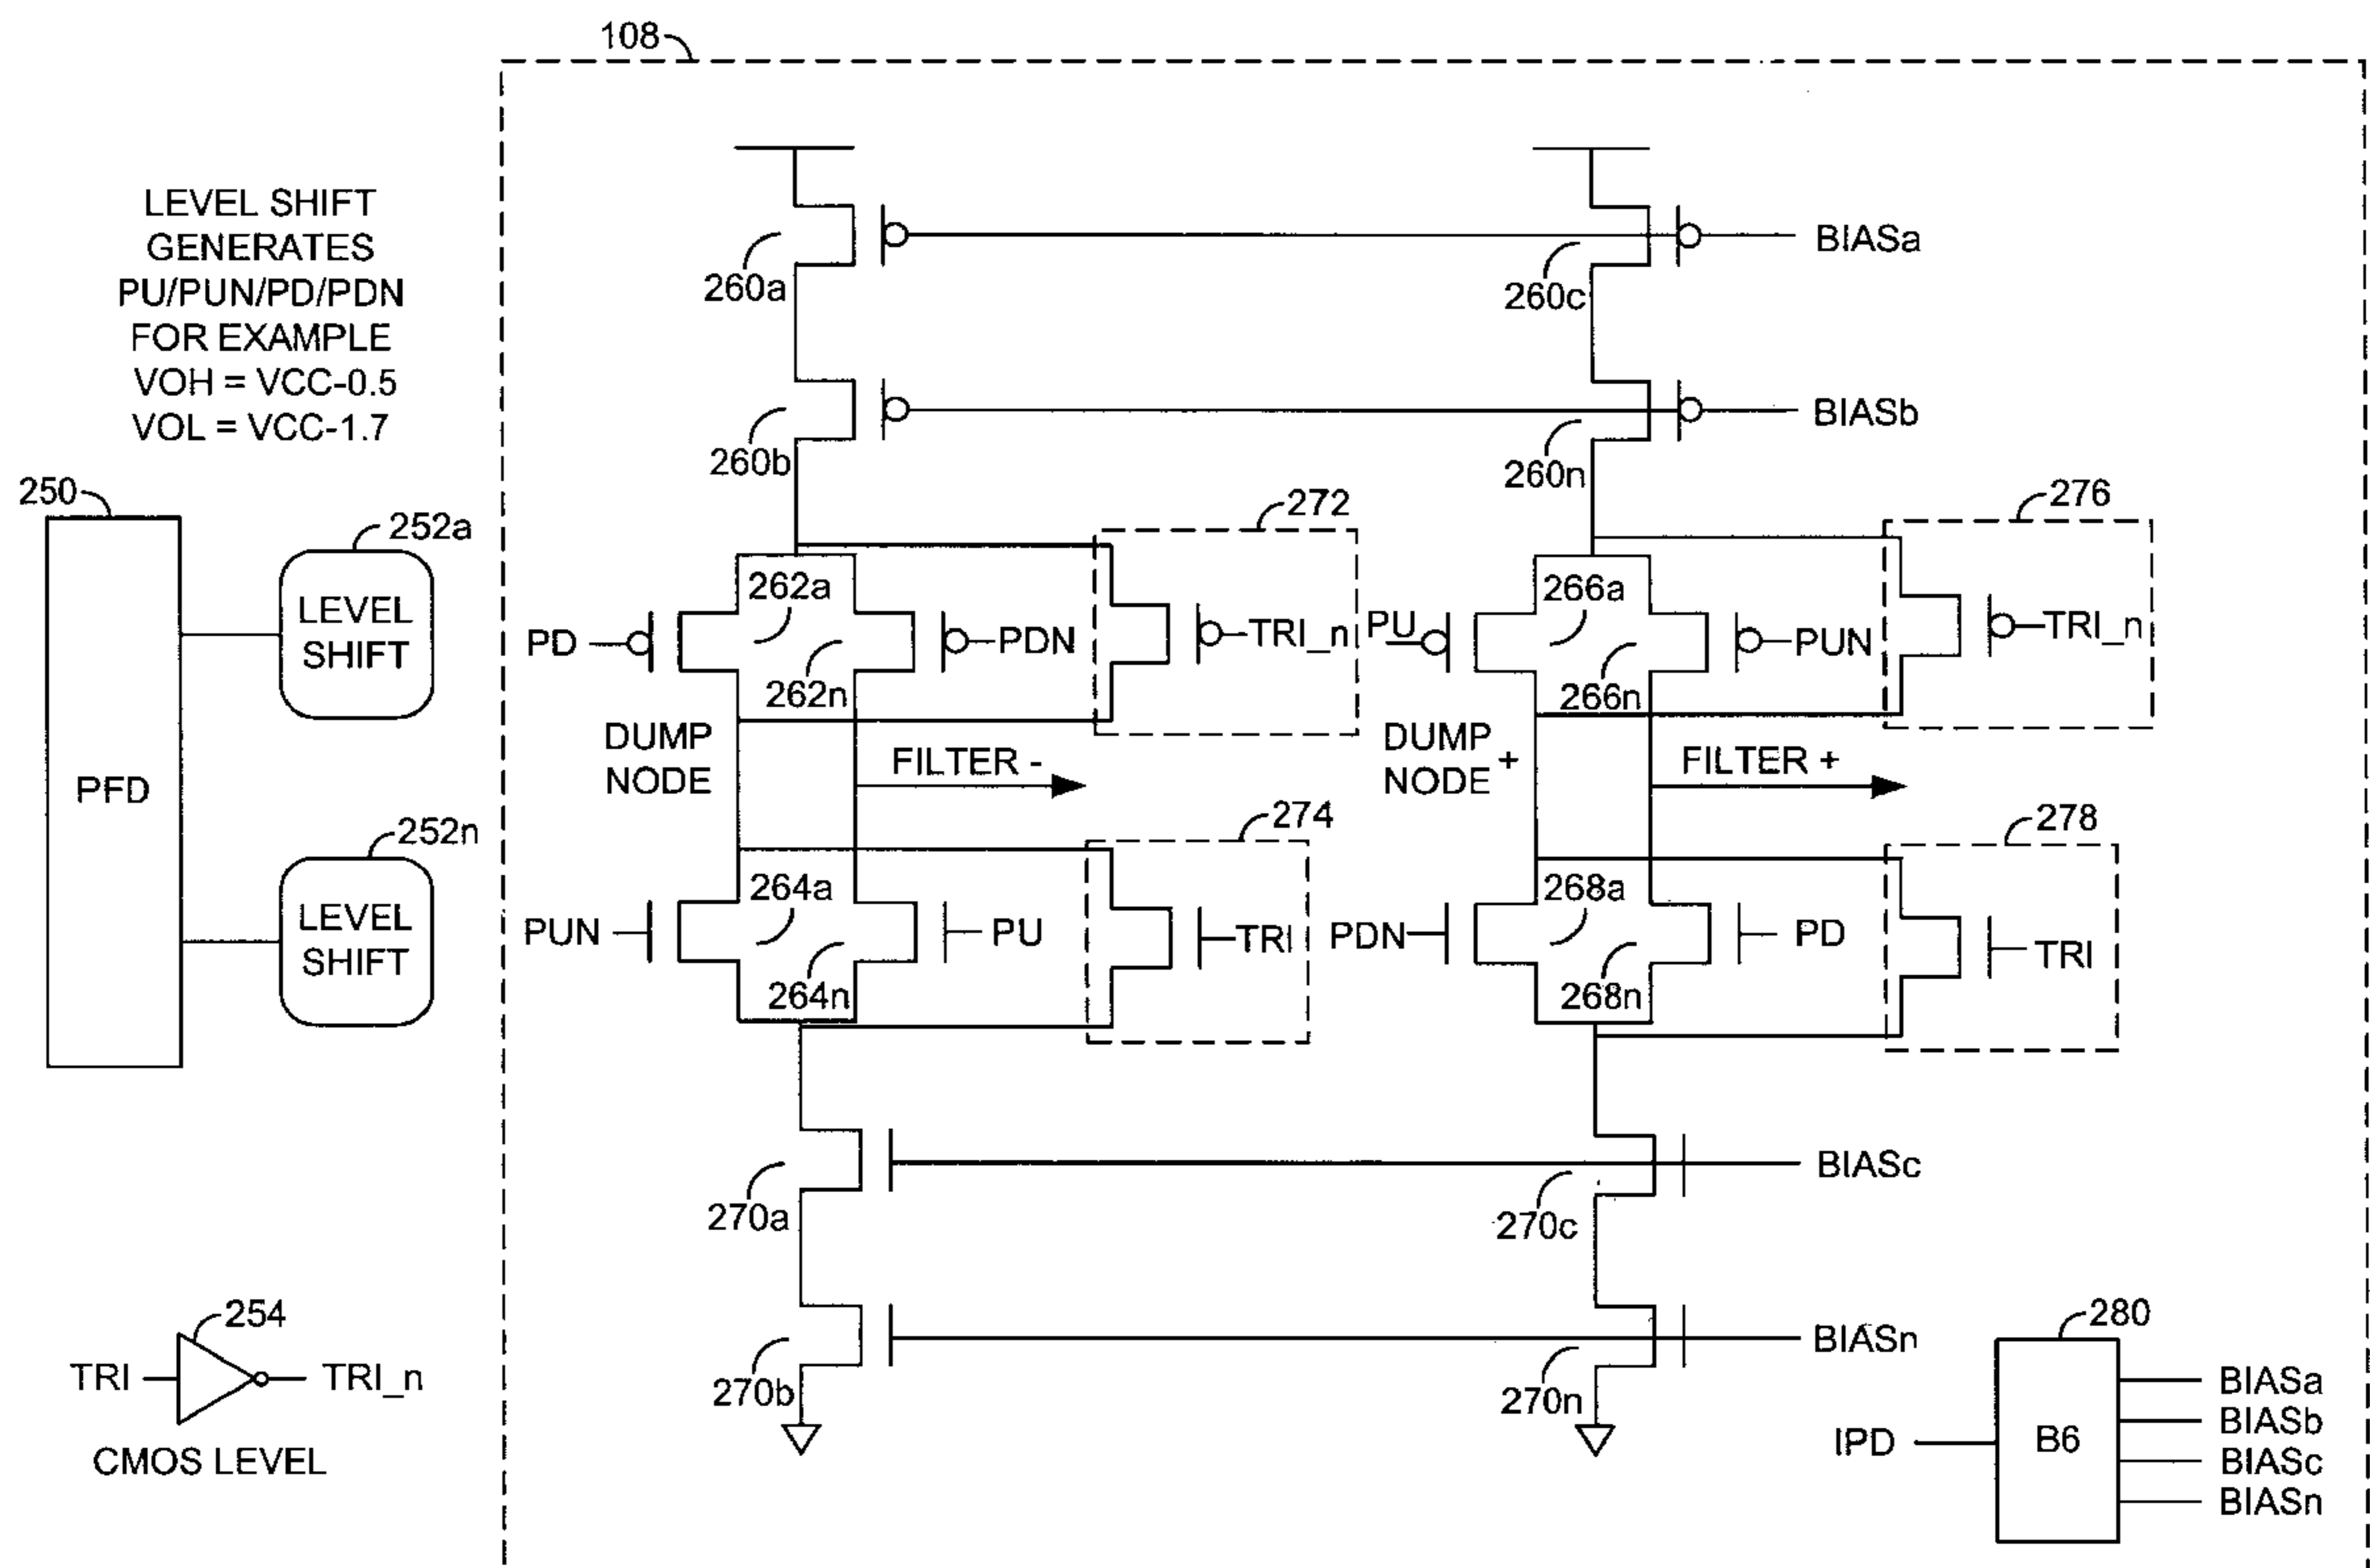 108
LEVEL SHIFT
GENERATES
PU/PUN/PD/PDN
FOR EXAMPLE
VOH = VCC-0.5
VOL = VCC-1.7
250
PFD
252a
LEVEL
SHIFT
252n
LEVEL
SHIFT
TRI
254
TRI_n
CMOS LEVEL
260a
260c
BIASa
260b
260n
BIASb
272
276
PD
262a
262n
PDN
TRI_n
PU
266a
266n
PUN
TRI_n
DUMP
NODE
FILTER -
DUMP
NODE +
FILTER +
274
278
PUN
264a
264n
PU
TRI
PDN
268a
268n
PD
TRI
270a
270c
BIASc
270b
270n
BIASn
280
IPD
B6
BIASa
BIASb
BIASc
BIASn